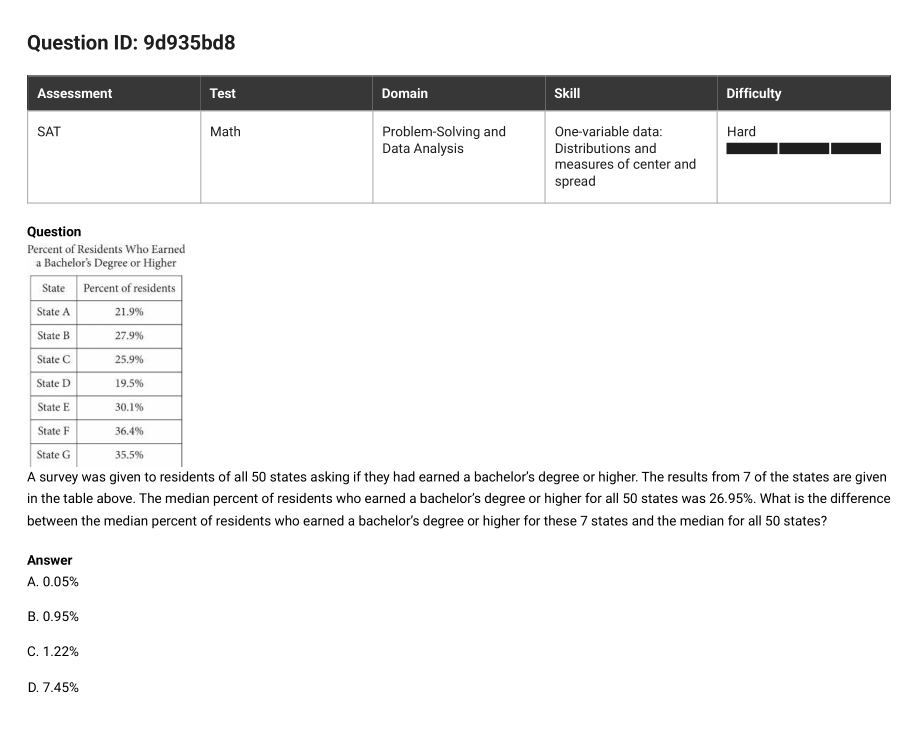 Question ID: 9d935bd8
Assessment Test Domain Skill Difficulty
SAT Math Problem-Solving and Data Analysis One-variable data: Distributions and measures of center and spread Hard
Question
Percent of Residents Who Earned
a Bachelor's Degree or Higher
State Percent of residents
State A 21.9%
State B 27.9%
State C 25.9%
State D 19.5%
State E 30.1%
State F 36.4%
State G 35.5%
A survey was given to residents of all 50 states asking if they had earned a bachelor's degree or higher. The results from 7 of the states are given
in the table above. The median percent of residents who earned a bachelor's degree or higher for all 50 states was 26.95%. What is the difference
between the median percent of residents who earned a bachelor's degree or higher for these 7 states and the median for all 50 states?
Answer
A. 0.05%
B. 0.95%
C. 1.22%
D. 7.45%